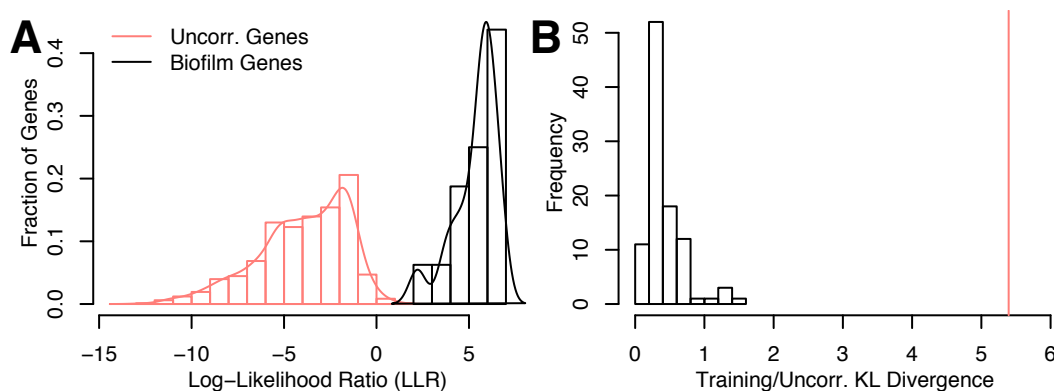 A
Uncorr. Genes
Biofilm Genes
Fraction of Genes
0.0 0.1 0.2 0.3 0.4
−15 −10 −5 0 5
Log−Likelihood Ratio (LLR)
B
Frequency
0 10 20 30 40 50
0 1 2 3 4 5 6
Training/Uncorr. KL Divergence